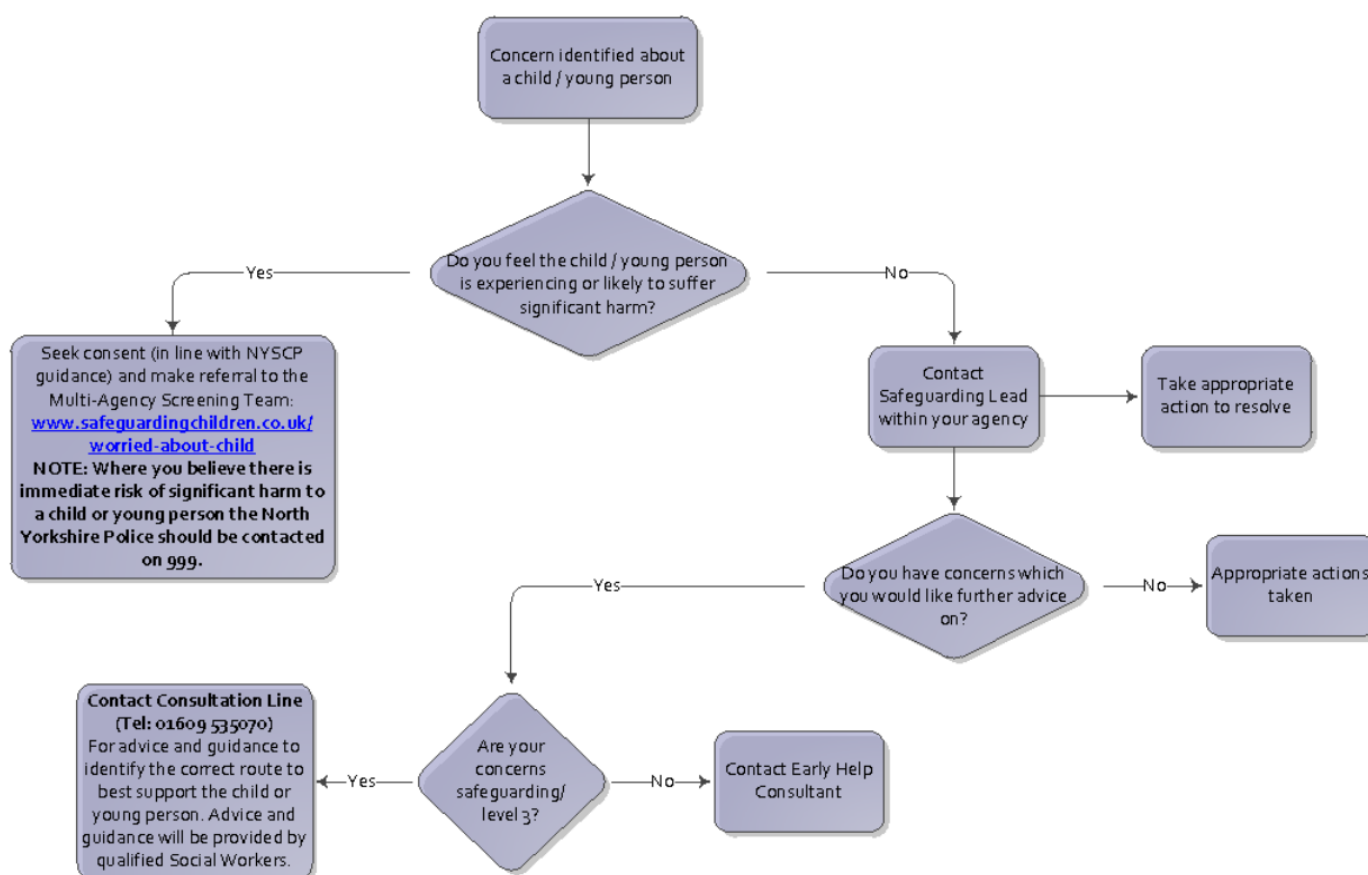 Concern identified about
a child / young person
Do you feel the child / young person
is experiencing or likely to suffer
significant harm?
Yes
No
Seek consent (in line with NYSCP
guidance) and make referral to the
Multi-Agency Screening Team:
www.safeguardingchildren.co.uk/
worried-about-child
NOTE: Where you believe there is
immediate risk of significant harm to
a child or young person the North
Yorkshire Police should be contacted
on 999.
Contact
Safeguarding Lead
within your agency
Take appropriate
action to resolve
Do you have concerns which
you would like further advice
on?
Yes
No
Appropriate actions
taken
Are your
concerns
safeguarding/
level 3?
Yes
No
Contact Consultation Line
(Tel: 01609 535070)
For advice and guidance to
identify the correct route to
best support the child or
young person. Advice and
guidance will be provided by
qualified Social Workers.
Contact Early Help
Consultant